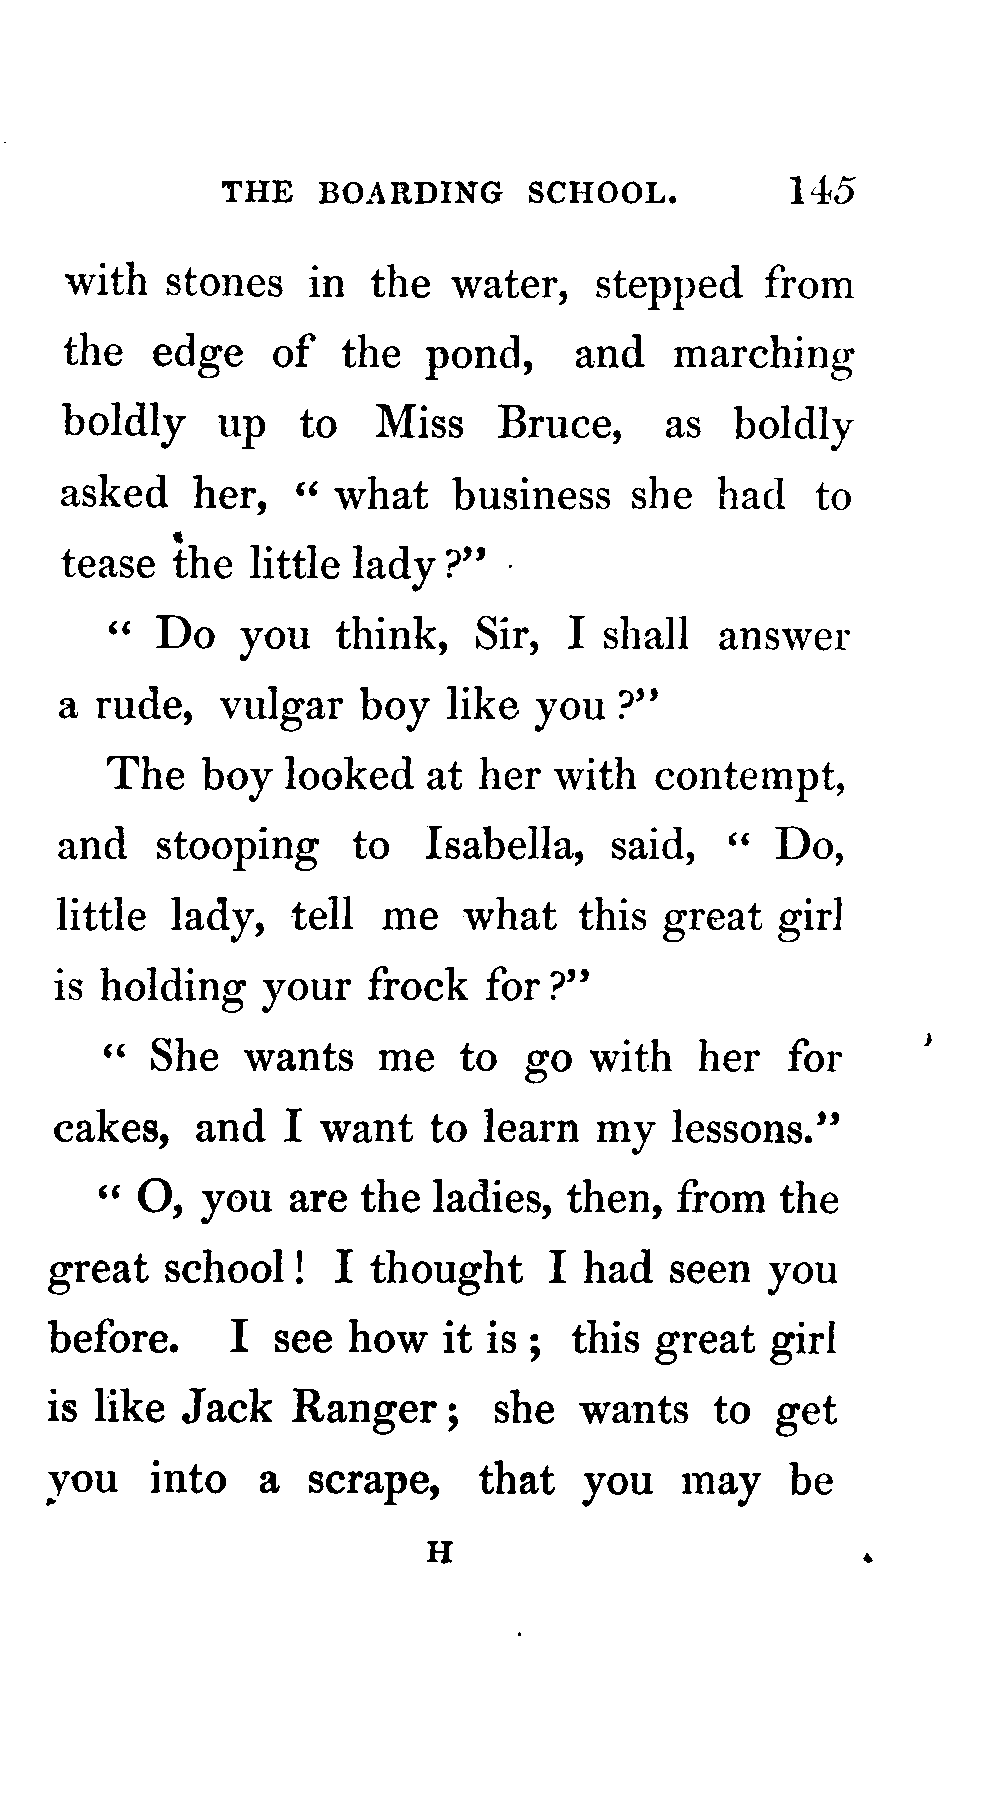 THE BOARDING SCHOOL. 145
with stones in the water, stepped from
the edge of the pond, and marching
boldly up to Miss Bruce, as boldly
asked her, “ what business she had to
tease the little lady ?”
“ Do you think, Sir, I shall answer
a rude, vulgar boy like you ?”
The boy looked at her with contempt,
and stooping to Isabella, said, “ Do,
little lady, tell me what this great girl
is holding your frock for ?”
“ She wants me to go with her for
cakes, and I want to learn my lessons.”
“ O, you are the ladies, then, from the
great school ! I thought I had seen you
before. I see how it is ; this great girl
is like Jack Ranger ; she wants to get
you into a scrape, that you may be
H